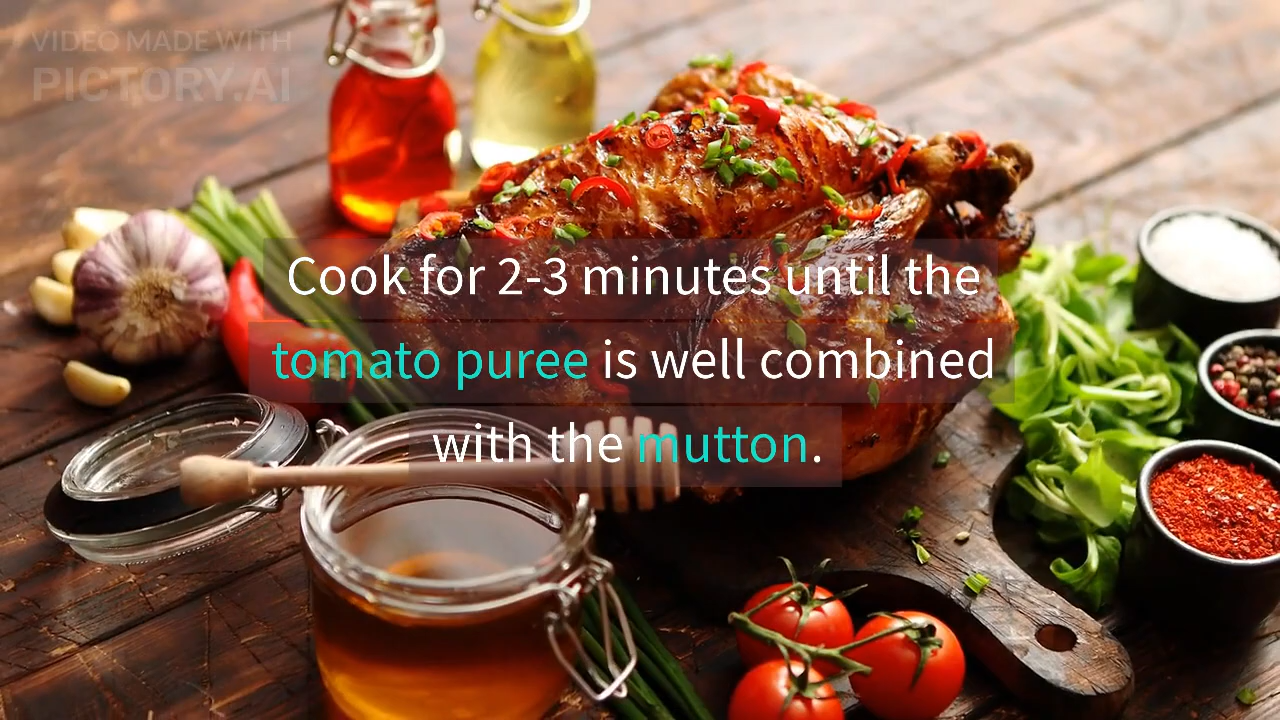 VIDEO MADE WITH
PICTORY.AI
Cook for 2-3 minutes until the
tomato puree is well combined
with the mutton.